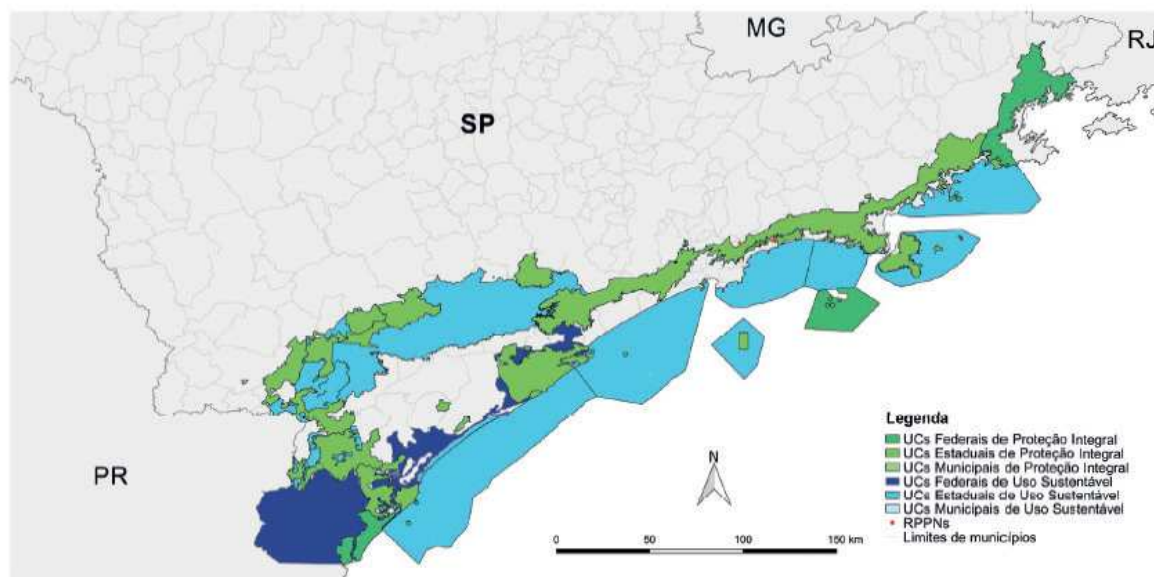 MG
RJ
SP
PR
N
0 50 100 150 km
Legenda
UCs Federais de Proteção Integral
UCs Estaduais de Proteção Integral
UCs Municipais de Proteção Integral
UCs Federais de Uso Sustentável
UCs Estaduais de Uso Sustentável
UCs Municipais de Uso Sustentável
RPPNs
Limites de municípios